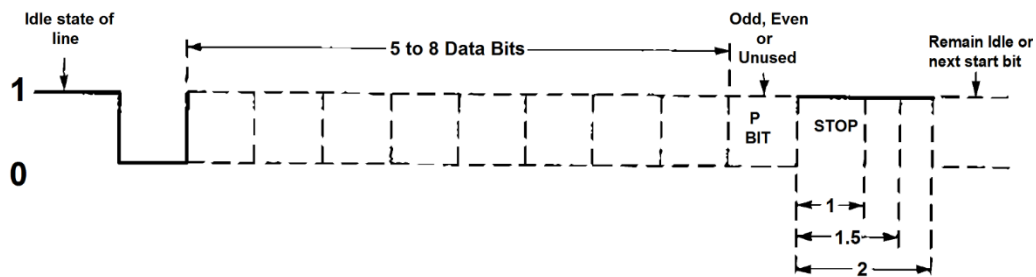 Idle state of
line
5 to 8 Data Bits
Odd, Even
or
Unused
Remain Idle or
next start bit
1
0
P
BIT
STOP
1
1.5
2